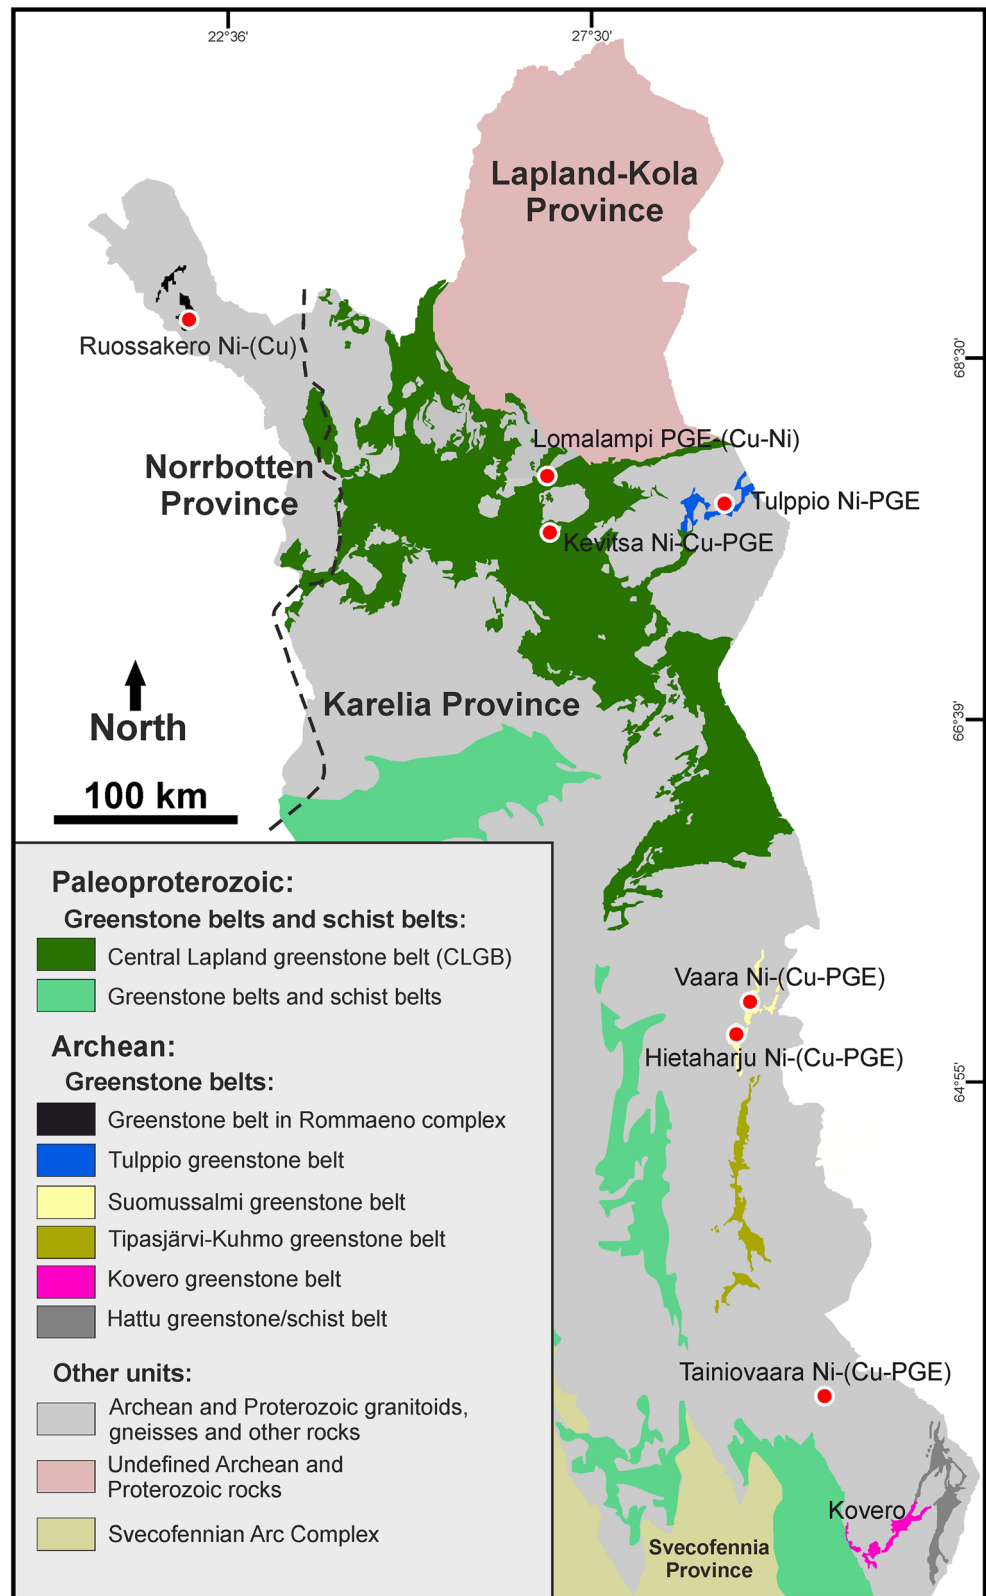 22°36'
27°30'
Lapland-Kola
Province
Ruossakero Ni-(Cu)
68°30'
Lomalampi PGE-(Cu-Ni)
Norrbotten
Province
Tulppio Ni-PGE
Kevitsa Ni-Cu-PGE
Karelia Province
66°39'
North
100 km
Paleoproterozoic:
Greenstone belts and schist belts:
Central Lapland greenstone belt (CLGB)
Greenstone belts and schist belts
Vaara Ni-(Cu-PGE)
Hietaharju Ni-(Cu-PGE)
64°55'
Archean:
Greenstone belts:
Greenstone belt in Rommaeno complex
Tulppio greenstone belt
Suomussalmi greenstone belt
Tipasjärvi-Kuhmo greenstone belt
Kovero greenstone belt
Hattu greenstone/schist belt
Other units:
Archean and Proterozoic granitoids,
gneisses and other rocks
Undefined Archean and
Proterozoic rocks
Svecofennian Arc Complex
Tainiovaara Ni-(Cu-PGE)
Kovero
Svecofennia
Province